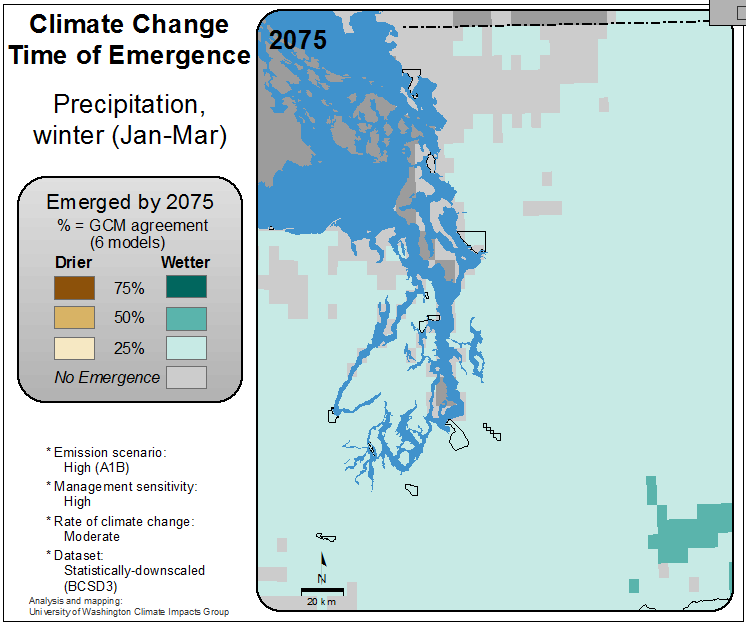 Climate Change
Time of Emergence
Precipitation,
winter (Jan-Mar)
Emerged by 2075
% = GCM agreement
(6 models)
Drier Wetter
75%
50%
25%
No Emergence
* Emission scenario:
High (A1B)
* Management sensitivity:
High
* Rate of climate change:
Moderate
* Dataset:
Statistically-downscaled
(BCSD3)
Analysis and mapping:
University of Washington Climate Impacts Group
2075
N
20 km